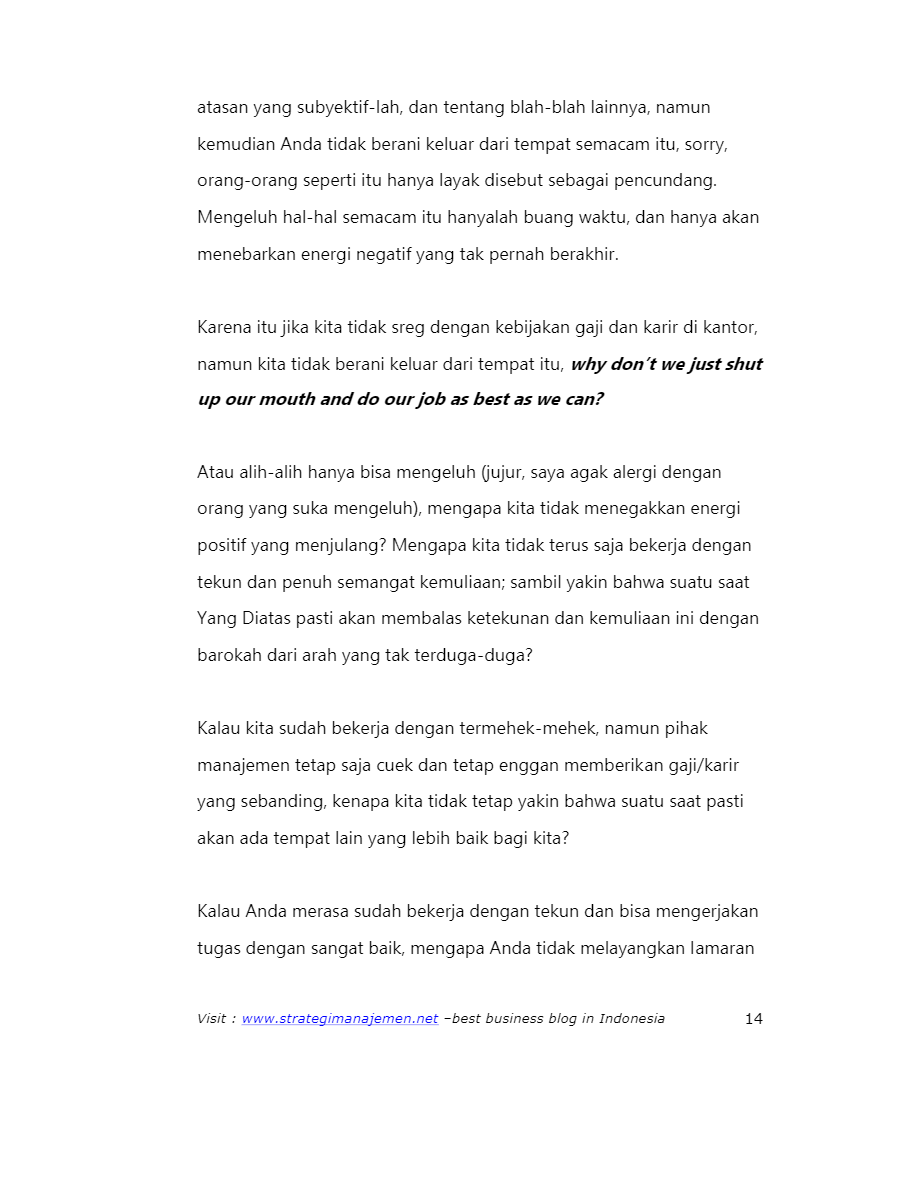 atasan yang subyektif-lah, dan tentang blah-blah lainnya, namun
kemudian Anda tidak berani keluar dari tempat semacam itu, sorry,
orang-orang seperti itu hanya layak disebut sebagai pencundang.
Mengeluh hal-hal semacam itu hanyalah buang waktu, dan hanya akan
menebarkan energi negatif yang tak pernah berakhir.
Karena itu jika kita tidak sreg dengan kebijakan gaji dan karir di kantor,
namun kita tidak berani keluar dari tempat itu, why don’t we just shut
up our mouth and do our job as best as we can?
Atau alih-alih hanya bisa mengeluh (jujur, saya agak alergi dengan
orang yang suka mengeluh), mengapa kita tidak menegakkan energi
positif yang menjulang? Mengapa kita tidak terus saja bekerja dengan
tekun dan penuh semangat kemuliaan; sambil yakin bahwa suatu saat
Yang Diatas pasti akan membalas ketekunan dan kemuliaan ini dengan
barokah dari arah yang tak terduga-duga?
Kalau kita sudah bekerja dengan termehek-mehek, namun pihak
manajemen tetap saja cuek dan tetap enggan memberikan gaji/karir
yang sebanding, kenapa kita tidak tetap yakin bahwa suatu saat pasti
akan ada tempat lain yang lebih baik bagi kita?
Kalau Anda merasa sudah bekerja dengan tekun dan bisa mengerjakan
tugas dengan sangat baik, mengapa Anda tidak melayangkan lamaran
Visit : www.strategimanajemen.net –best business blog in Indonesia 14